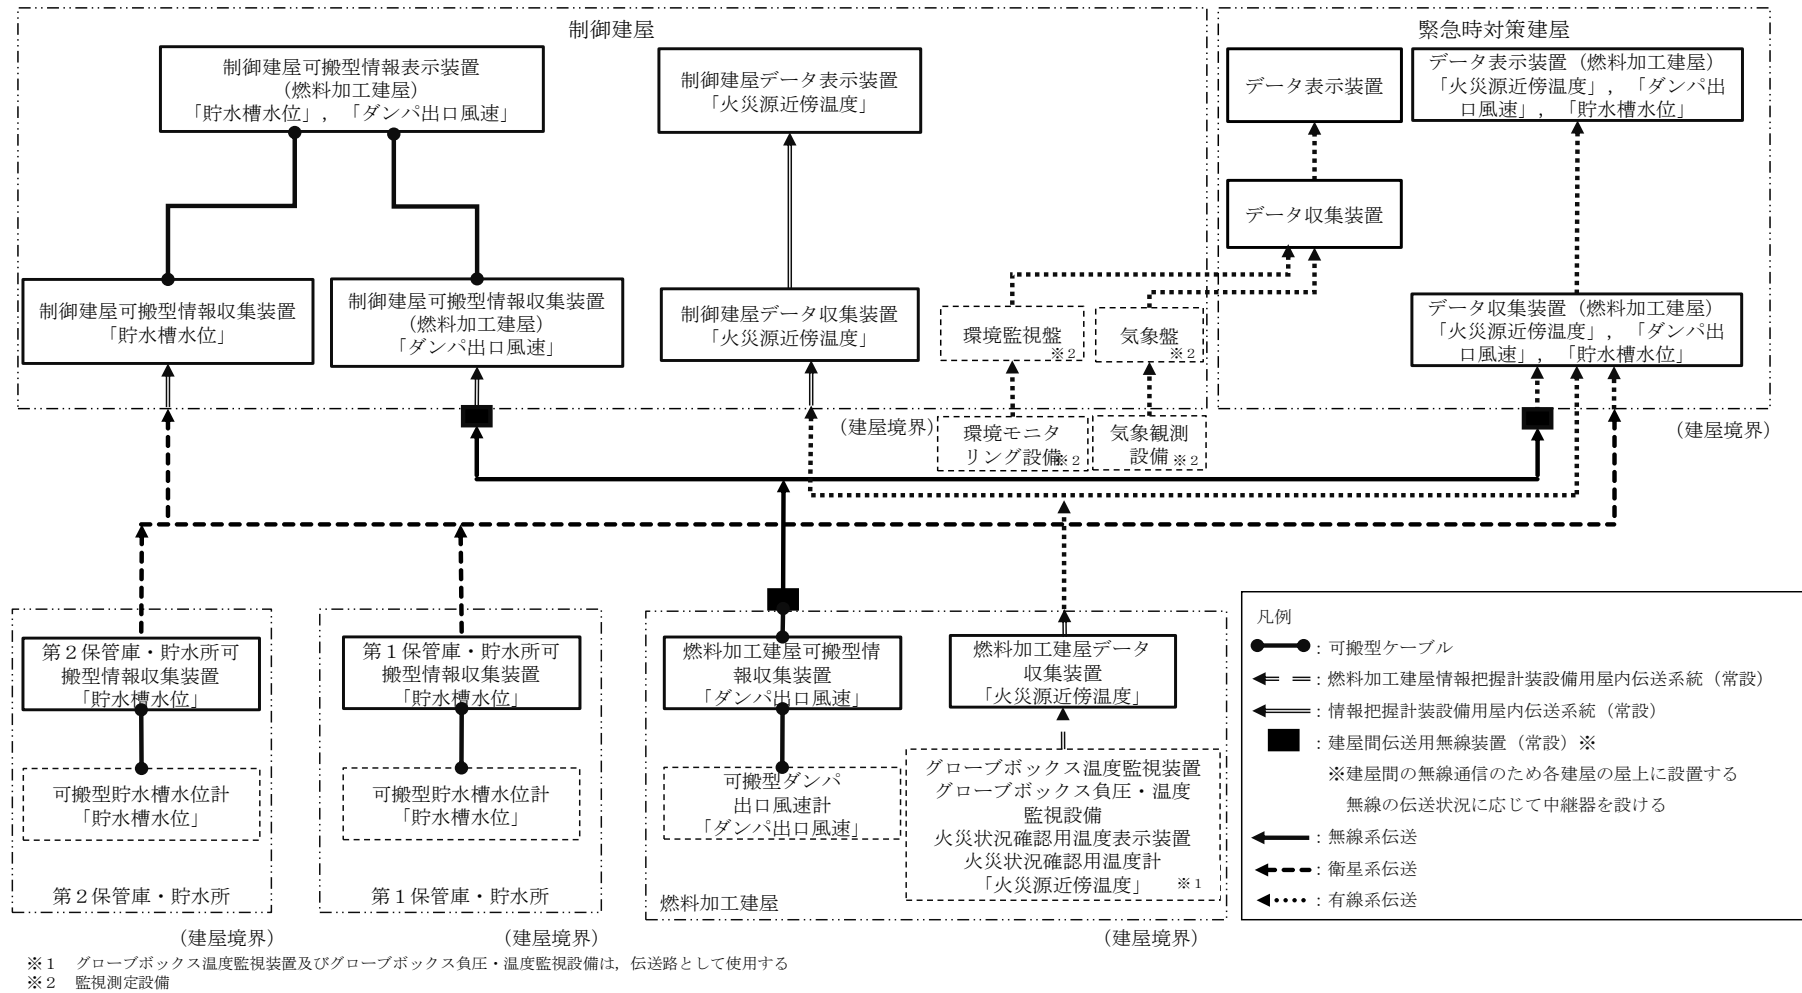 制御建屋
制御建屋可搬型情報表示装置
(燃料加工建屋)
「貯水槽水位」,「ダンパ出口風速」
制御建屋データ表示装置
「火災源近傍温度」
制御建屋可搬型情報収集装置
「貯水槽水位」
制御建屋可搬型情報収集装置
(燃料加工建屋)
「ダンパ出口風速」
制御建屋データ収集装置
「火災源近傍温度」
環境監視盤
※2
気象盤
※2
(建屋境界)
環境モニタ
リング設備※2
気象観測
設備※2
緊急時対策建屋
データ表示装置
データ表示装置(燃料加工建屋)
「火災源近傍温度」,「ダンパ出
口風速」,「貯水槽水位」
データ収集装置
データ収集装置(燃料加工建屋)
「火災源近傍温度」,「ダンパ出
口風速」,「貯水槽水位」
(建屋境界)
第2保管庫・貯水所可
搬型情報収集装置
「貯水槽水位」
可搬型貯水槽水位計
「貯水槽水位」
第2保管庫・貯水所
(建屋境界)
第1保管庫・貯水所可
搬型情報収集装置
「貯水槽水位」
可搬型貯水槽水位計
「貯水槽水位」
第1保管庫・貯水所
(建屋境界)
燃料加工建屋可搬型情
報収集装置
「ダンパ出口風速」
可搬型ダンパ
出口風速計
「ダンパ出口風速」
燃料加工建屋データ
収集装置
「火災源近傍温度」
グローブボックス温度監視装置
グローブボックス負圧・温度
監視設備
火災状況確認用温度表示装置
火災状況確認用温度計
「火災源近傍温度」 ※1
燃料加工建屋
(建屋境界)
凡例
:可搬型ケーブル
:燃料加工建屋情報把握計装設備用屋内伝送系統(常設)
:情報把握計装設備用屋内伝送系統(常設)
:建屋間伝送用無線装置(常設)※
※建屋間の無線通信のため各建屋の屋上に設置する
無線の伝送状況に応じて中継器を設ける
:無線系伝送
:衛星系伝送
:有線系伝送
※1 グローブボックス温度監視装置及びグローブボックス負圧・温度監視設備は,伝送路として使用する
※2 監視測定設備